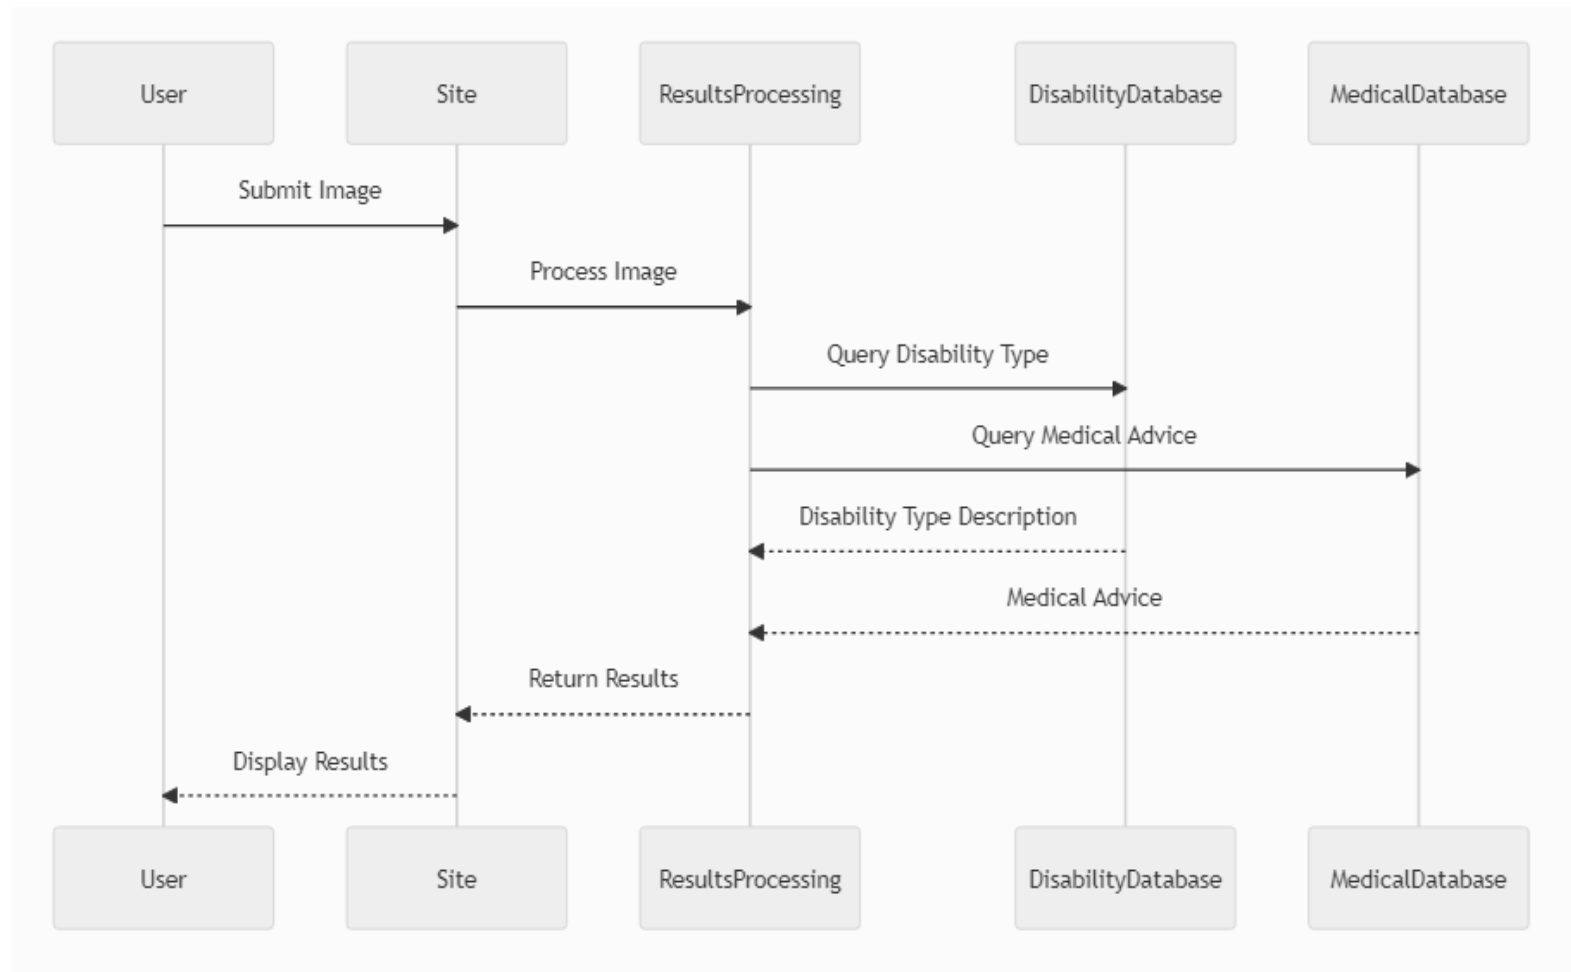 User
Site
ResultsProcessing
DisabilityDatabase
MedicalDatabase
Submit Image
Process Image
Query Disability Type
Query Medical Advice
Disability Type Description
Medical Advice
Return Results
Display Results
User
Site
ResultsProcessing
DisabilityDatabase
MedicalDatabase